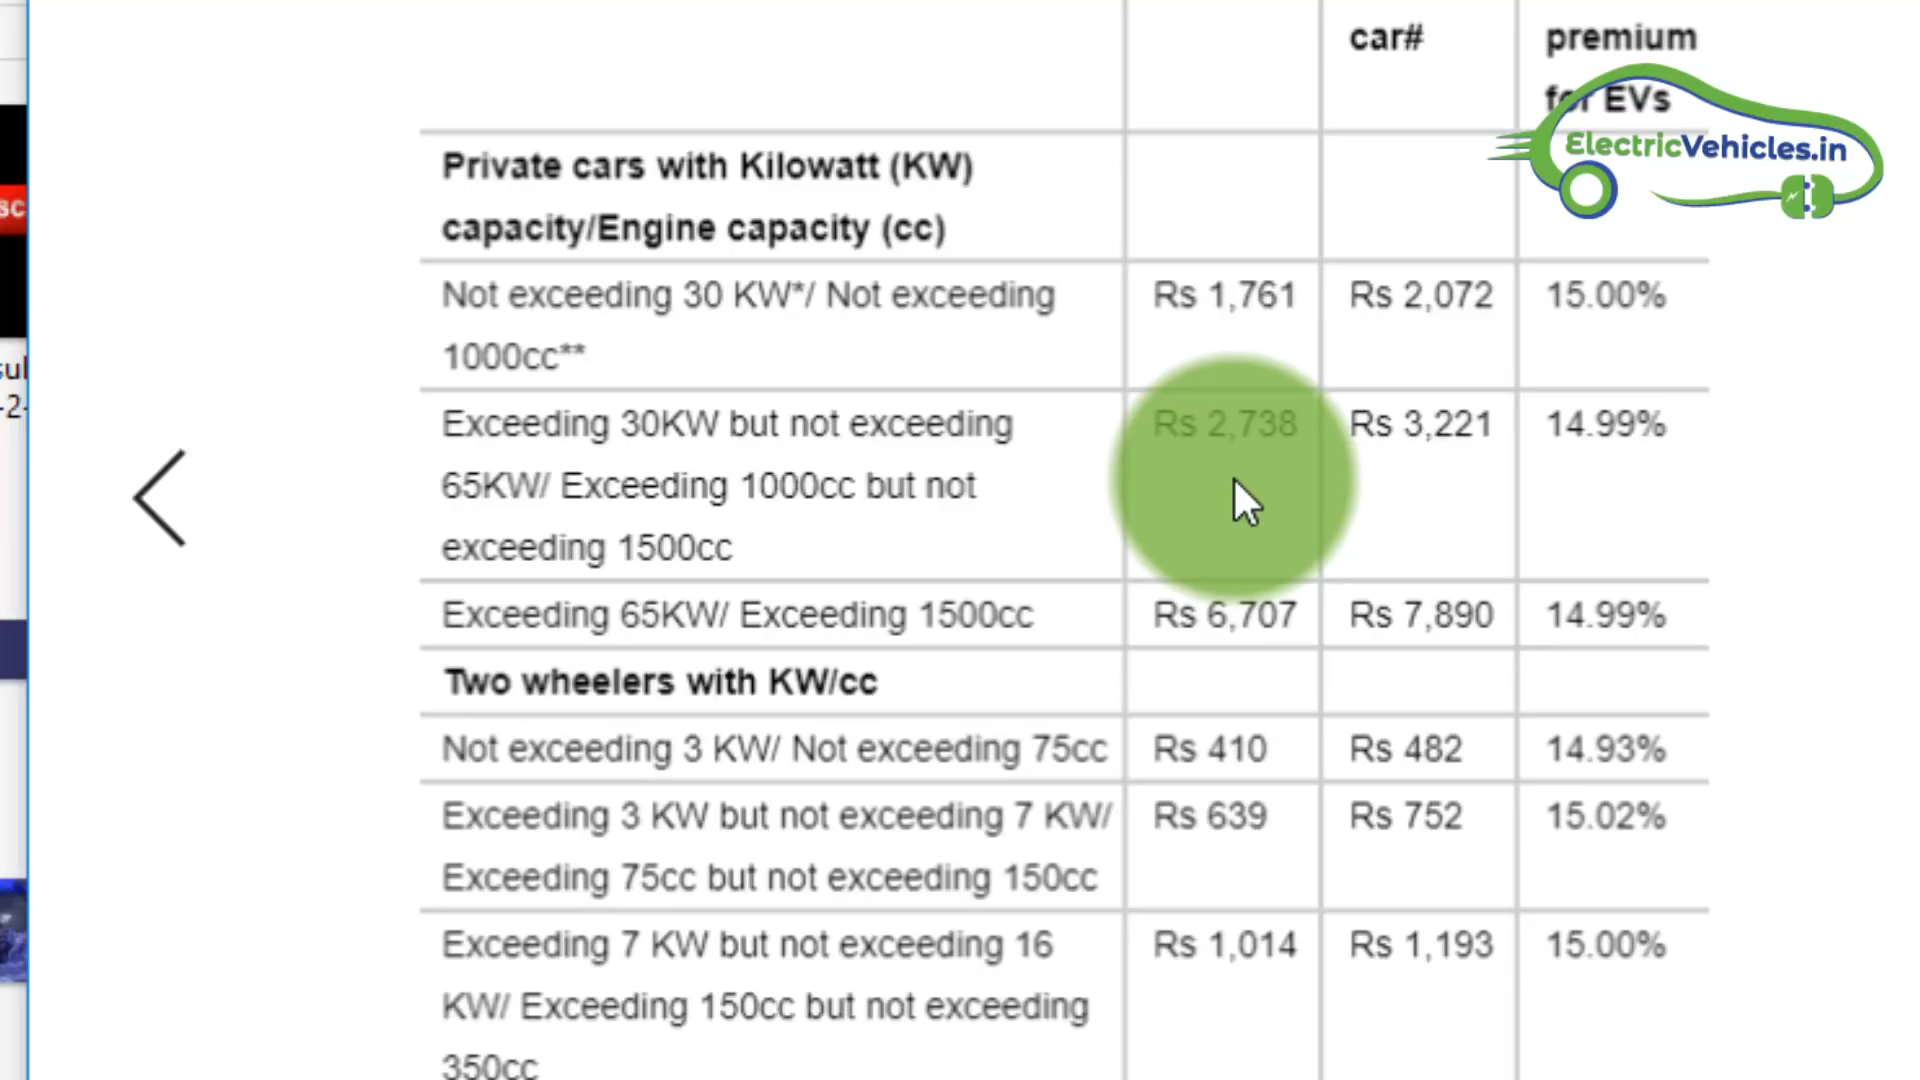 car# premium
for EVs
ElectricVehicles.in
Private cars with Kilowatt (KW)
capacity/Engine capacity (cc)
Not exceeding 30 KW*/ Not exceeding Rs 1,761 Rs 2,072 15.00%
1000cc**
Exceeding 30KW but not exceeding Rs 2,738 Rs 3,221 14.99%
65KW/ Exceeding 1000cc but not
exceeding 1500cc
Exceeding 65KW/ Exceeding 1500cc Rs 6,707 Rs 7,890 14.99%
Two wheelers with KW/cc
Not exceeding 3 KW/ Not exceeding 75cc Rs 410 Rs 482 14.93%
Exceeding 3 KW but not exceeding 7 KW/ Rs 639 Rs 752 15.02%
Exceeding 75cc but not exceeding 150cc
Exceeding 7 KW but not exceeding 16 Rs 1,014 Rs 1,193 15.00%
KW/ Exceeding 150cc but not exceeding
350cc